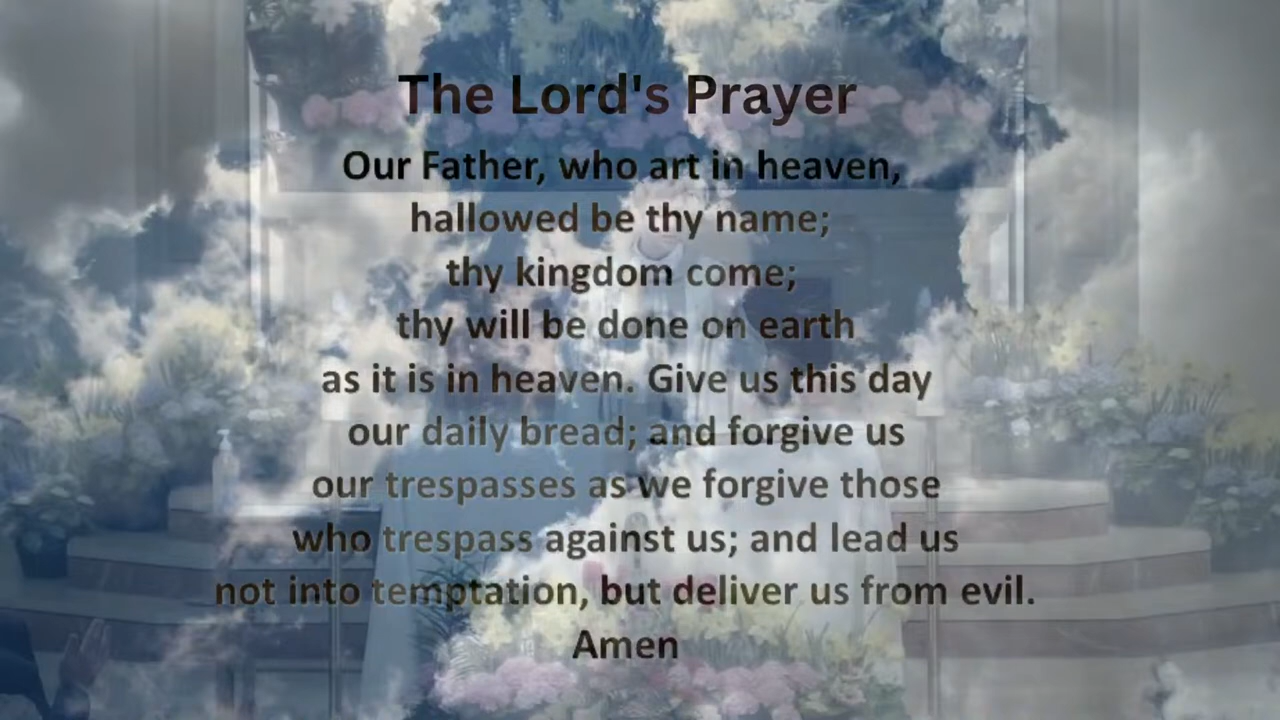 The Lord's Prayer
Our Father, who art in heaven,
hallowed be thy name;
thy kingdom come;
thy will be done on earth
as it is in heaven. Give us this day
our daily bread; and forgive us
our trespasses as we forgive those
who trespass against us; and lead us
not into temptation, but deliver us from evil.
Amen